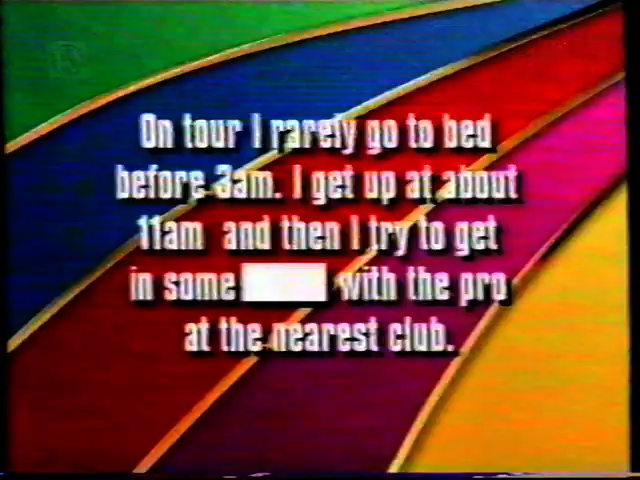 On tour I rarely go to bed
before 3am. I get up at about
11am and then I try to get
in some with the pro
at the nearest club.